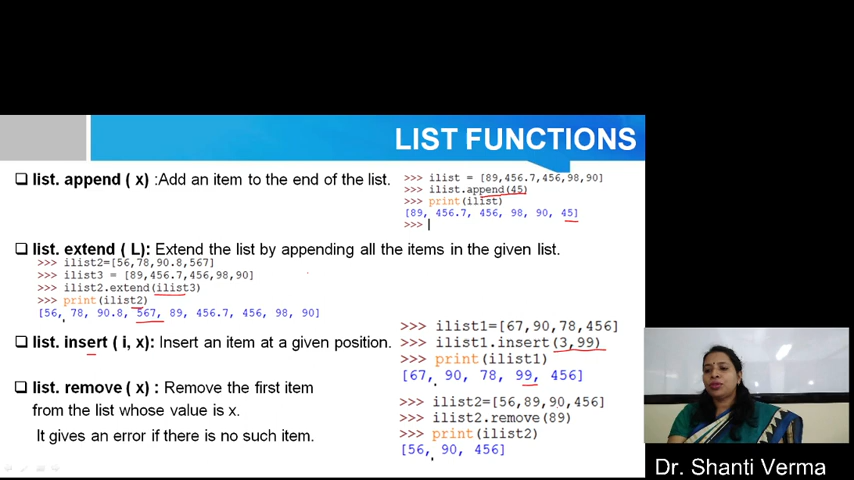 LIST FUNCTIONS
❑ list. append ( x) :Add an item to the end of the list.
>>> ilist = [89,456.7,456,98,90]
>>> ilist.append(45)
>>> print(ilist)
[89, 456.7, 456, 98, 90, 45]
>>>
❑ list. extend ( L): Extend the list by appending all the items in the given list.
>>> ilist2=[56,78,90.8,567]
>>> ilist3 = [89,456.7,456,98,90]
>>> ilist2.extend(ilist3)
>>> print(ilist2)
[56, 78, 90.8, 567, 89, 456.7, 456, 98, 90]
❑ list. insert ( i, x): Insert an item at a given position.
>>> ilist1=[67,90,78,456]
>>> ilist1.insert(3,99)
>>> print(ilist1)
[67, 90, 78, 99, 456]
❑ list. remove ( x) : Remove the first item
from the list whose value is x.
It gives an error if there is no such item.
>>> ilist2=[56,89,90,456]
>>> ilist2.remove(89)
>>> print(ilist2)
[56, 90, 456]
Dr. Shanti Verma